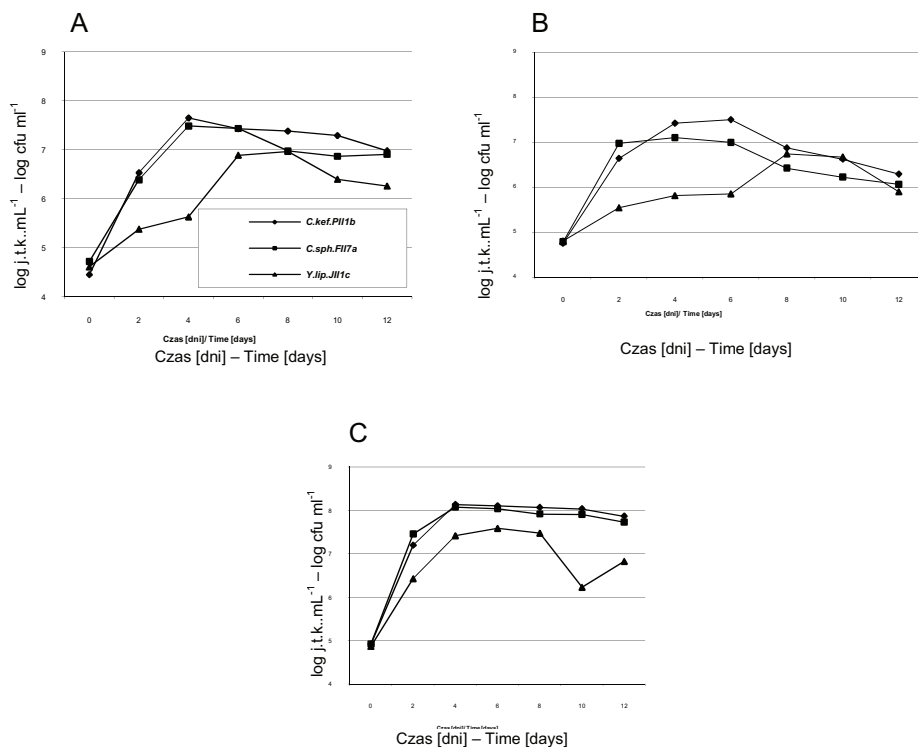 A
log j.t.k..mL-1 – log cfu ml-1
9
8
7
6
5
4
C.kef.PII1b
C.sph.FII7a
Y.lip.JII1c
0 2 4 6 8 10 12
Czas [dni]/ Time [days]
Czas [dni] – Time [days]
B
log j.t.k..mL-1 – log cfu ml-1
9
8
7
6
5
4
0 2 4 6 8 10 12
Czas [dni]/ Time [days]
Czas [dni] – Time [days]
C
log j.t.k..mL-1 – log cfu ml-1
9
8
7
6
5
4
0 2 4 6 8 10 12
Czas [dni]/ Time [days]
Czas [dni] – Time [days]